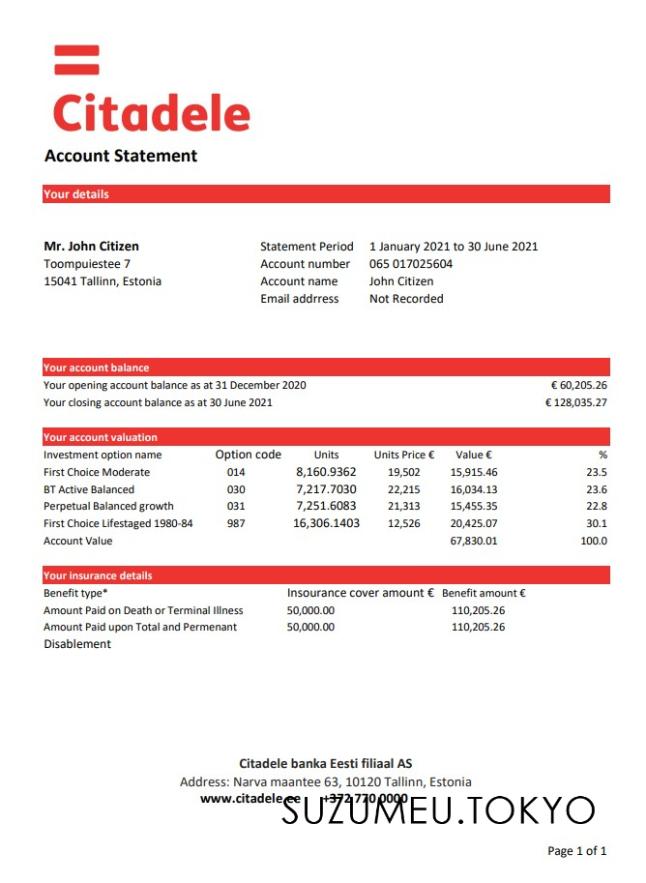 Citadele
Account Statement
Your details
Mr. John Citizen
Toompuiestee 7
15041 Tallinn, Estonia
Statement Period 1 January 2021 to 30 June 2021
Account number 065 017025604
Account name John Citizen
Email addrress Not Recorded
Your account balance
Your opening account balance as at 31 December 2020 € 60,205.26
Your closing account balance as at 30 June 2021 € 128,035.27
Your account valuation
Investment option name Option code Units Units Price € Value € %
First Choice Moderate 014 8,160.9362 19,502 15,915.46 23.5
BT Active Balanced 030 7,217.7030 22,215 16,034.13 23.6
Perpetual Balanced growth 031 7,251.6083 21,313 15,455.35 22.8
First Choice Lifestaged 1980-84 987 16,306.1403 12,526 20,425.07 30.1
Account Value 67,830.01 100.0
Your insurance details
Benefit type* Insourance cover amount € Benefit amount €
Amount Paid on Death or Terminal Illness 50,000.00 110,205.26
Amount Paid upon Total and Permenant 50,000.00 110,205.26
Disablement
Citadele banka Eesti filiaal AS
Address: Narva maantee 63, 10120 Tallinn, Estonia
www.citadele.ee +372 770 0000
SUZUMEU.TOKYO
Page 1 of 1